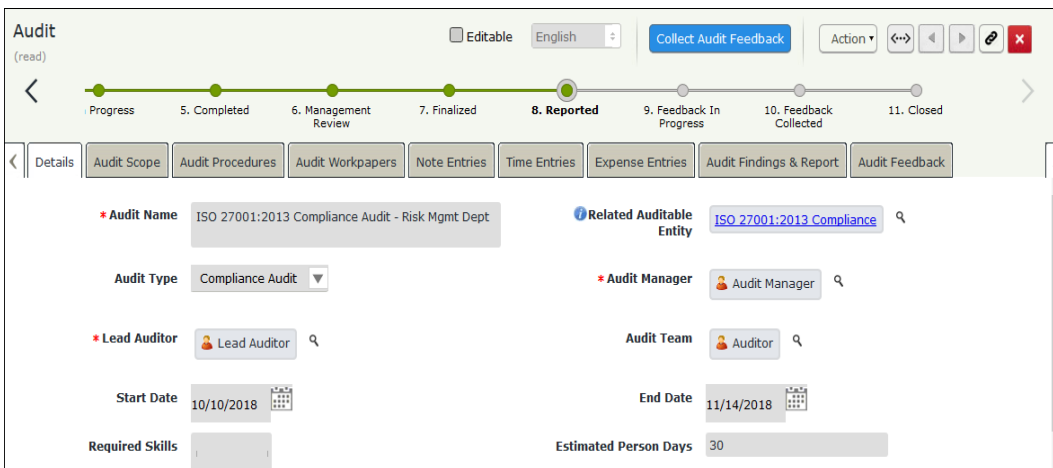 Audit
(read)
Editable
English
Collect Audit Feedback
Action
Progress
5. Completed
6. Management
Review
7. Finalized
8. Reported
9. Feedback In
Progress
10. Feedback
Collected
11. Closed
Details
Audit Scope
Audit Procedures
Audit Workpapers
Note Entries
Time Entries
Expense Entries
Audit Findings & Report
Audit Feedback
* Audit Name
ISO 27001:2013 Compliance Audit - Risk Mgmt Dept
Related Auditable
Entity
ISO 27001:2013 Compliance
Audit Type
Compliance Audit
* Audit Manager
Audit Manager
* Lead Auditor
Lead Auditor
Audit Team
Auditor
Start Date
10/10/2018
End Date
11/14/2018
Required Skills
Estimated Person Days
30